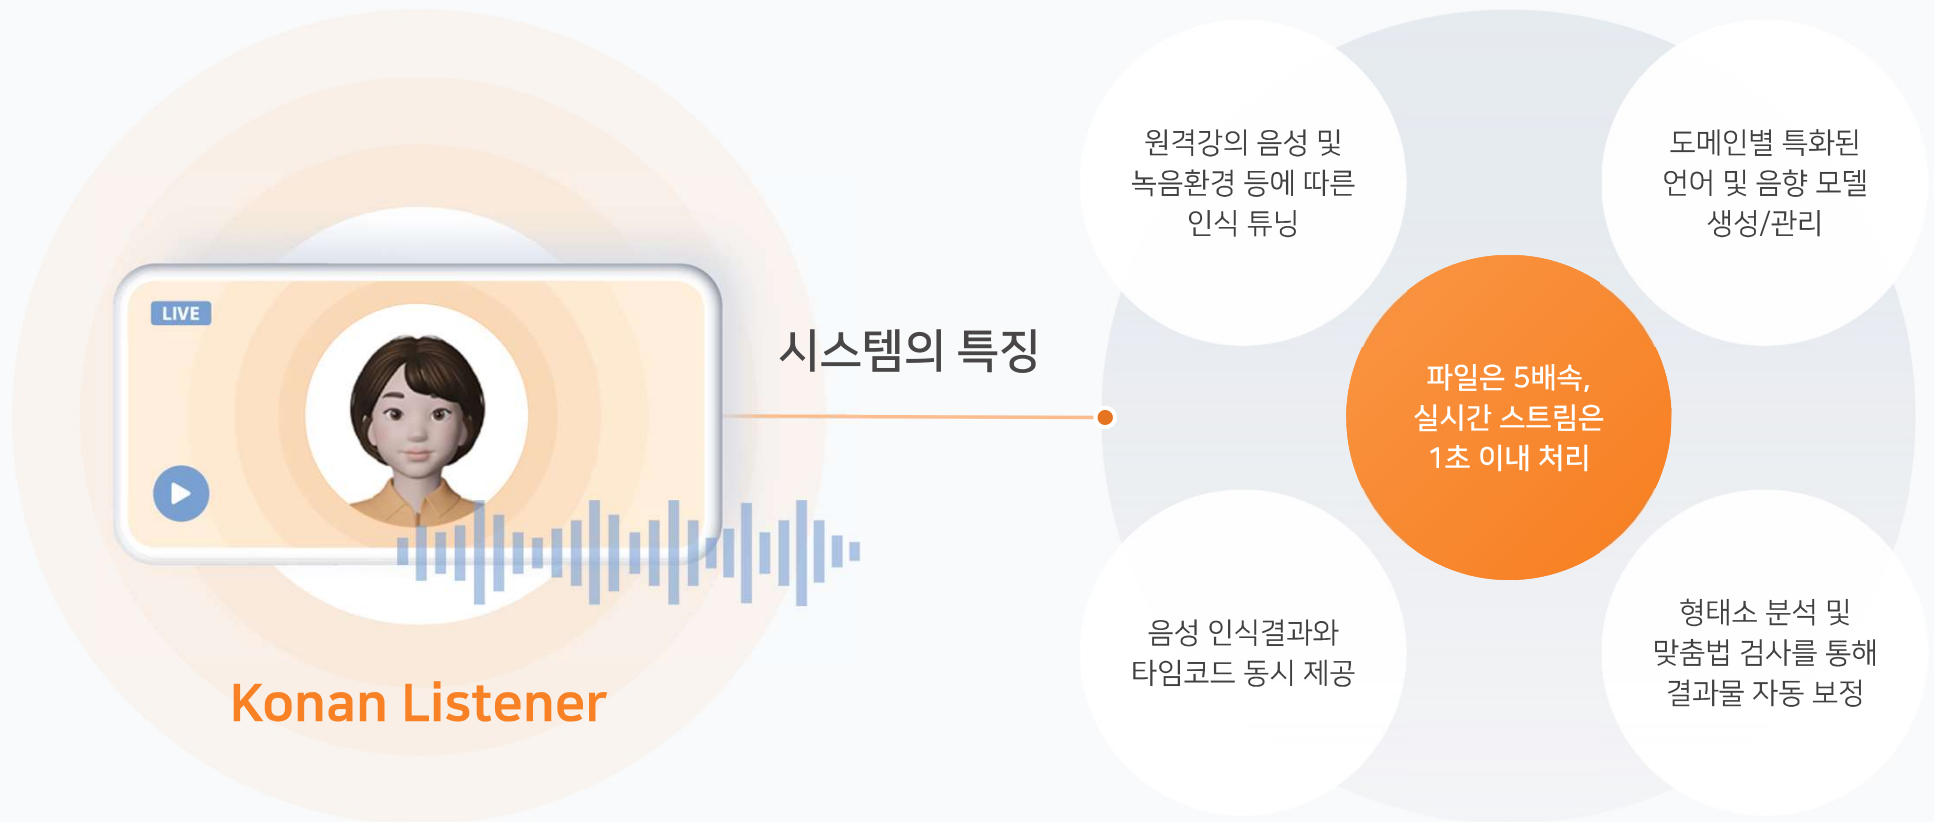 LIVE
Konan Listener
시스템의 특징
원격강의 음성 및
녹음환경 등에 따른
인식 튜닝
도메인별 특화된
언어 및 음향 모델
생성/관리
파일은 5배속,
실시간 스트림은
1초 이내 처리
음성 인식결과와
타임코드 동시 제공
형태소 분석 및
맞춤법 검사를 통해
결과물 자동 보정